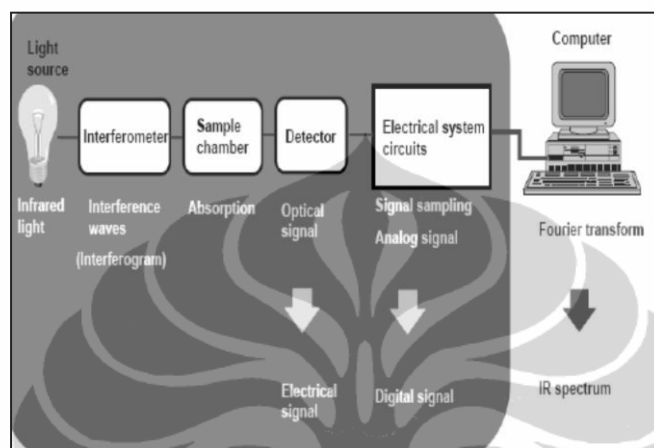 Light
source
Computer
Interferometer
Sample
chamber
Detector
Electrical system
circuits
Infrared
light
Interference
waves
(Interferogram)
Absorption
Optical
signal
Signal sampling
Analog signal
Fourier transform
Electrical
signal
Digital signal
IR spectrum